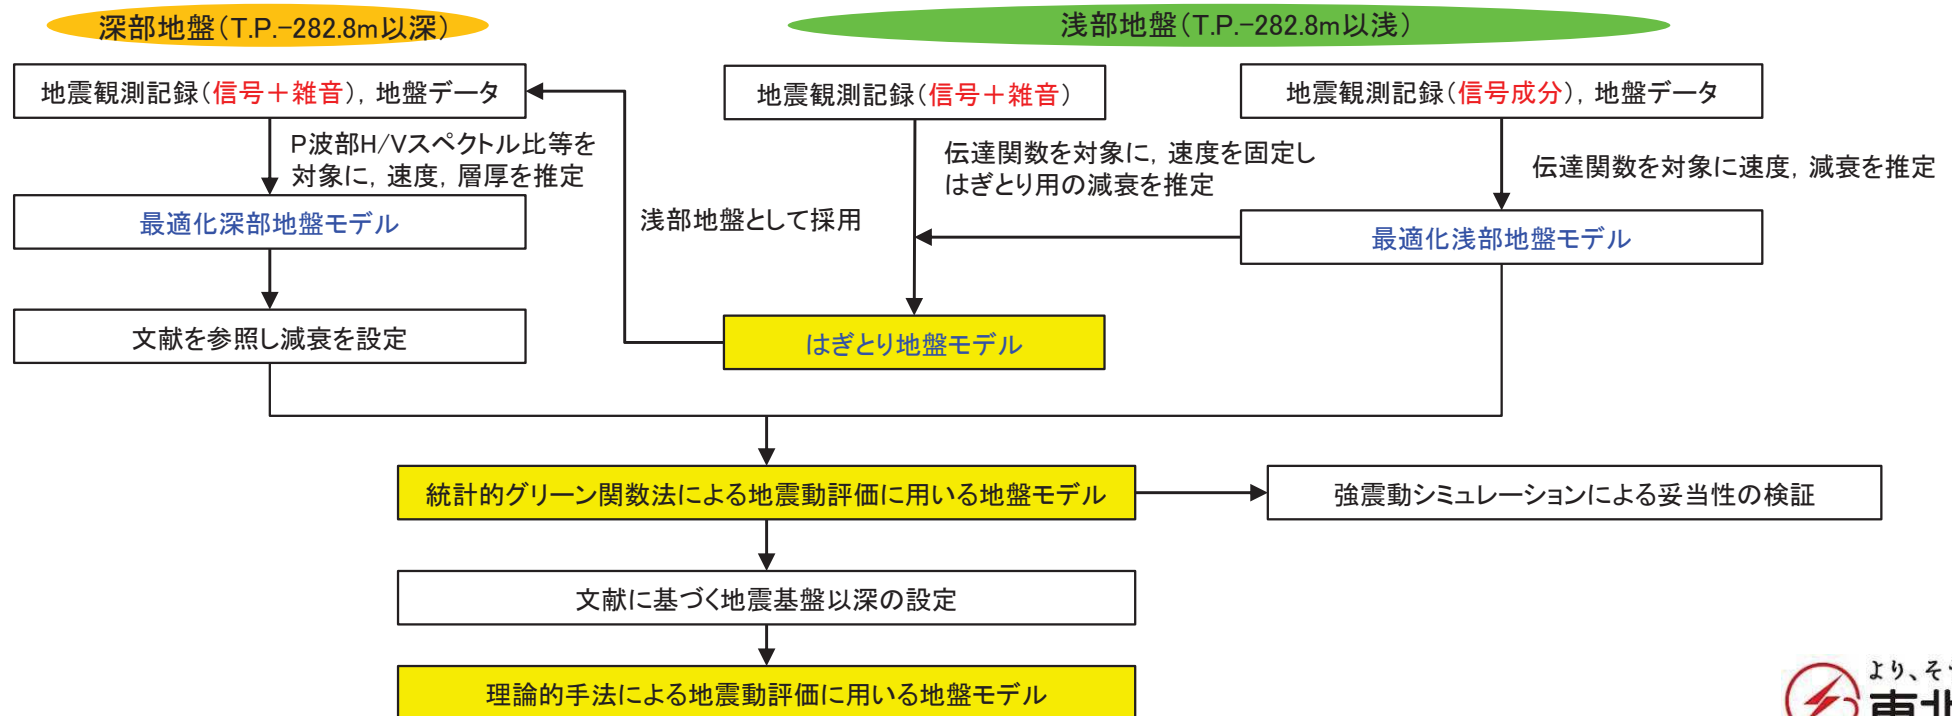 深部地盤(T.P.-282.8m以深)
浅部地盤(T.P.-282.8m以浅)
地震観測記録(信号+雑音), 地盤データ
地震観測記録(信号+雑音)
地震観測記録(信号成分), 地盤データ
P波部H/Vスペクトル比等を
対象に, 速度, 層厚を推定
伝達関数を対象に, 速度を固定し
はぎとり用の減衰を推定
伝達関数を対象に速度, 減衰を推定
最適化深部地盤モデル
浅部地盤として採用
最適化浅部地盤モデル
文献を参照し減衰を設定
はぎとり地盤モデル
統計的グリーン関数法による地震動評価に用いる地盤モデル
強震動シミュレーションによる妥当性の検証
文献に基づく地震基盤以深の設定
理論的手法による地震動評価に用いる地盤モデル
より、そ
東北